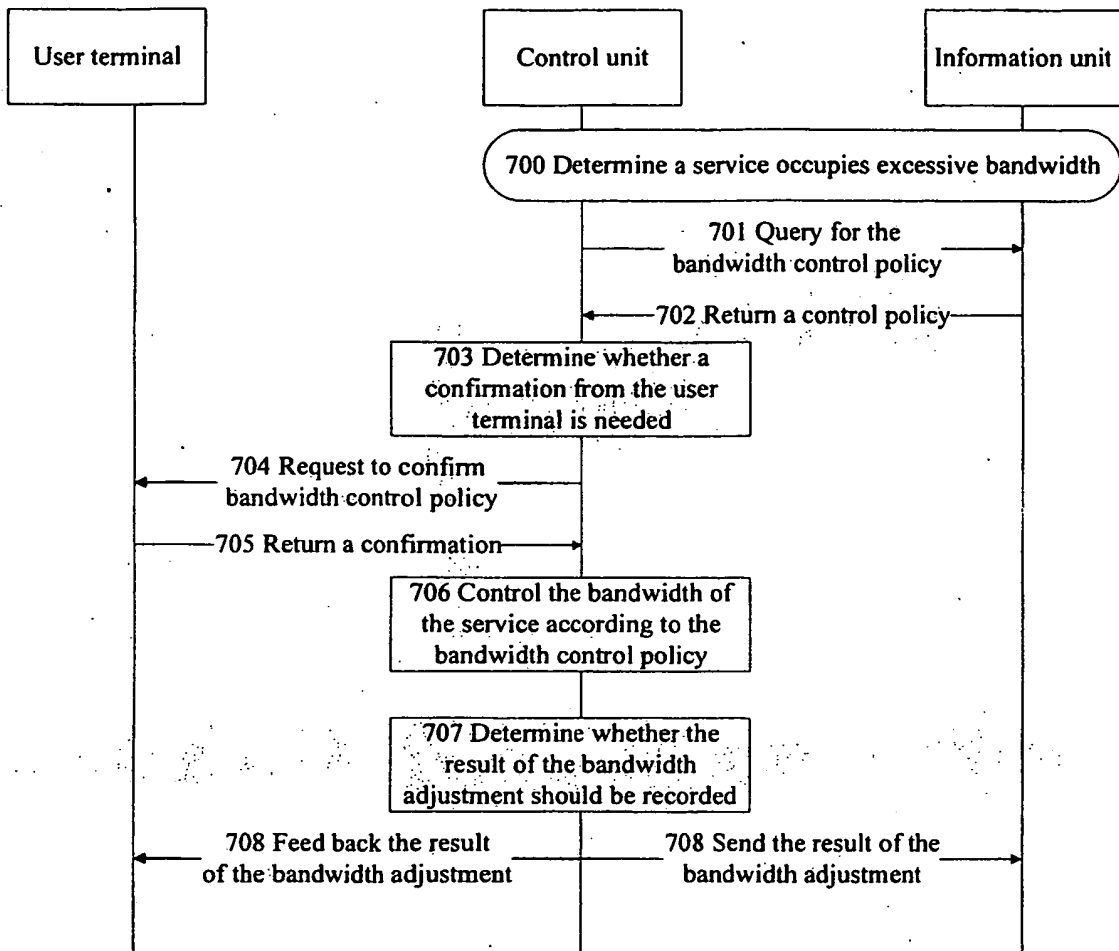 User terminal
Control unit
Information unit
700 Determine a service occupies excessive bandwidth
701 Query for the
bandwidth control policy
702 Return a control policy
703 Determine whether a
confirmation from the user
terminal is needed
704 Request to confirm
bandwidth control policy
705 Return a confirmation
706 Control the bandwidth of
the service according to the
bandwidth control policy
707 Determine whether the
result of the bandwidth
adjustment should be recorded
708 Feed back the result
of the bandwidth adjustment
708 Send the result of the
bandwidth adjustment